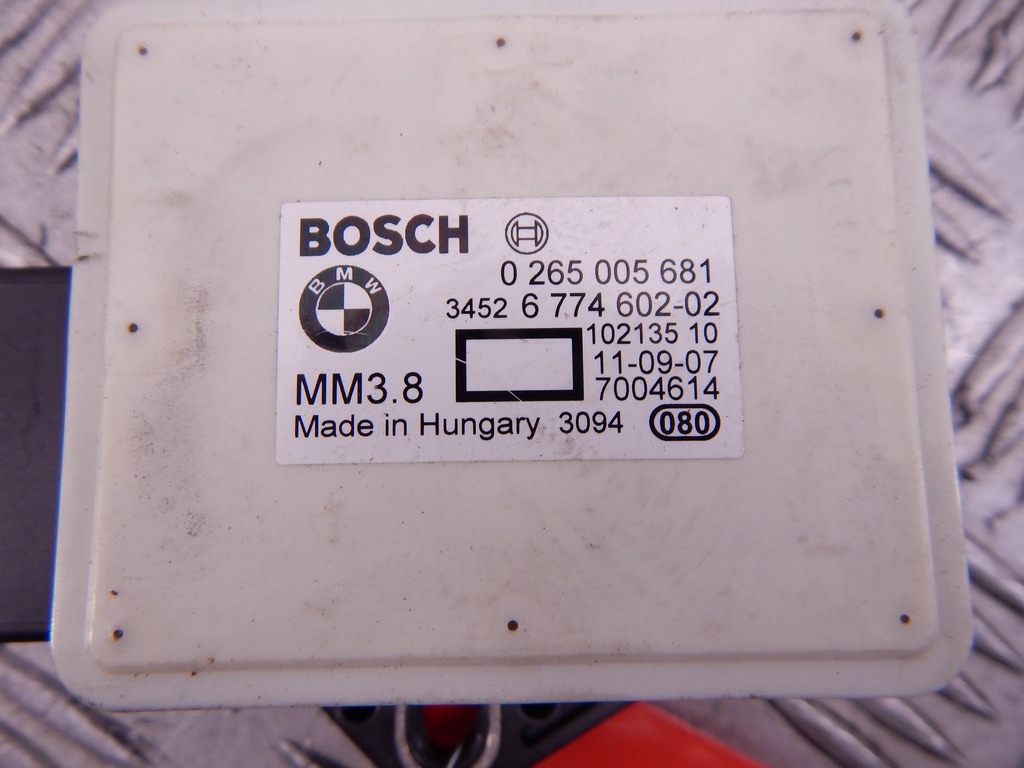 BOSCH
0 265 005 681
BMW
3452 6 774 602-02
102135 10
11-09-07
MM3.8
7004614
Made in Hungary 3094 080